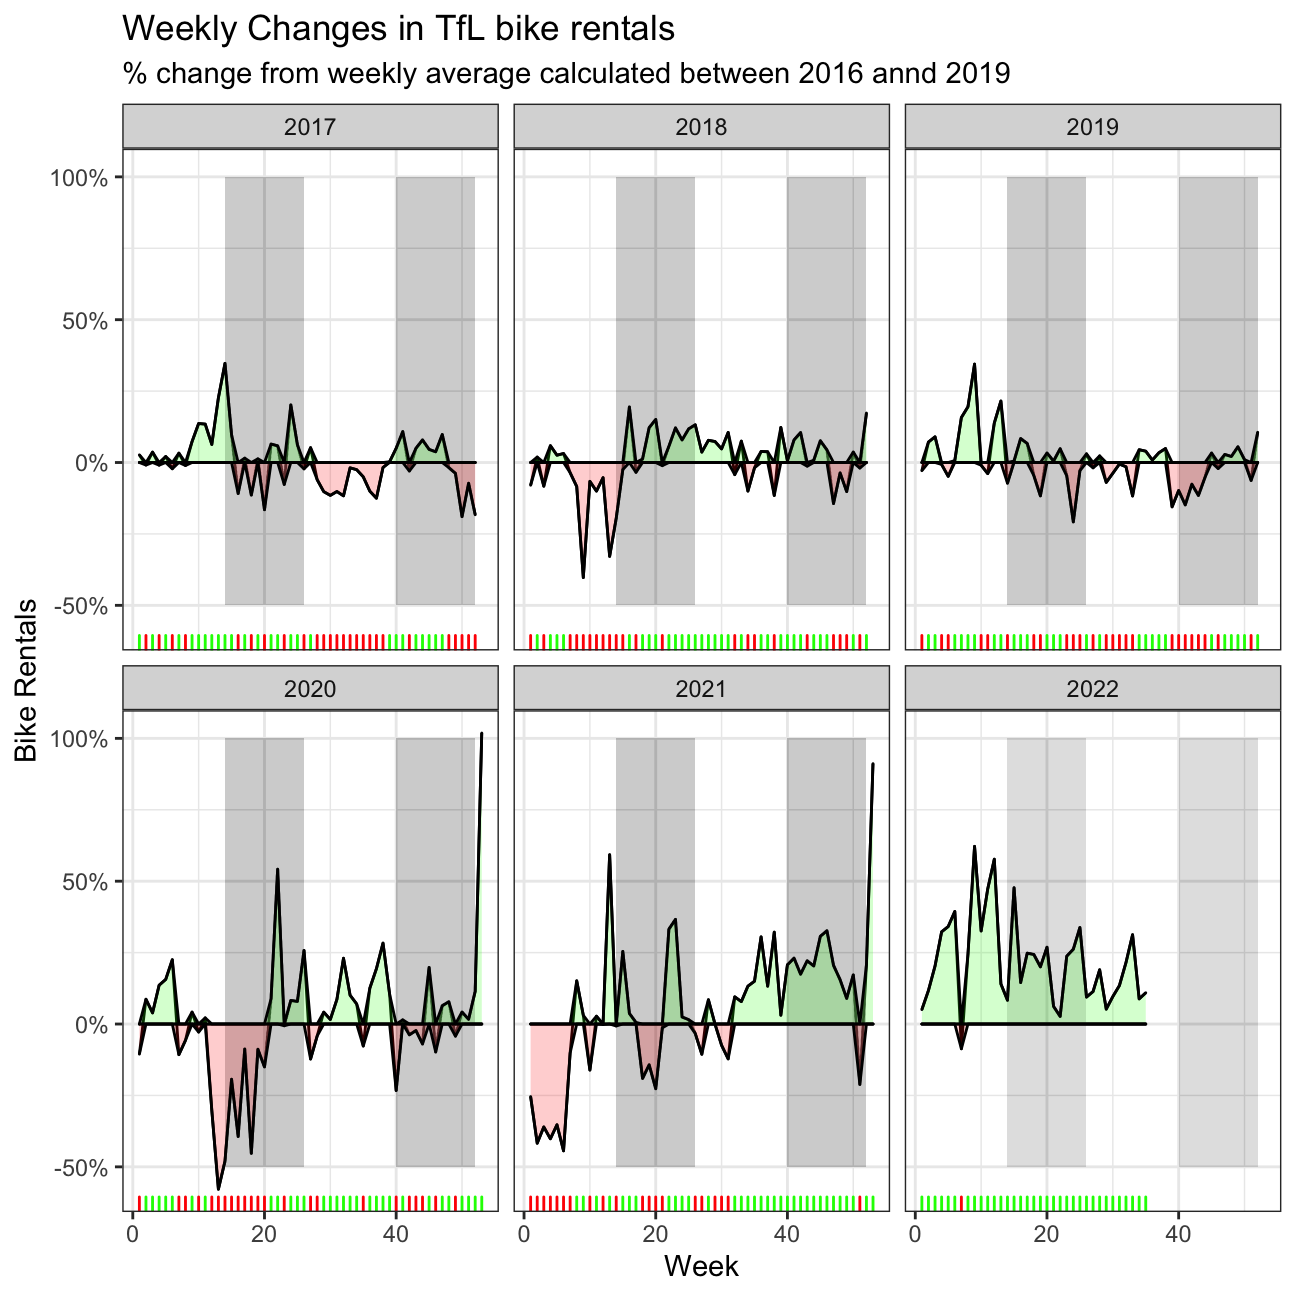 Weekly Changes in TfL bike rentals
% change from weekly average calculated between 2016 annd 2019
2017 2018 2019
100%
50%
0%
-50%
Bike Rentals
2020 2021 2022
100%
50%
0%
-50%
0 20 40 0 20 40 0 20 40
Week